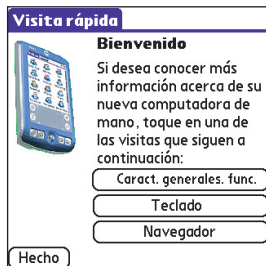 Visita rápida
Bienvenido
Si desea conocer más
información acerca de su
nueva computadora de
mano, toque en una de
las visitas que siguen a
continuación:
Caract. generales. func.
Teclado
Navegador
Hecho